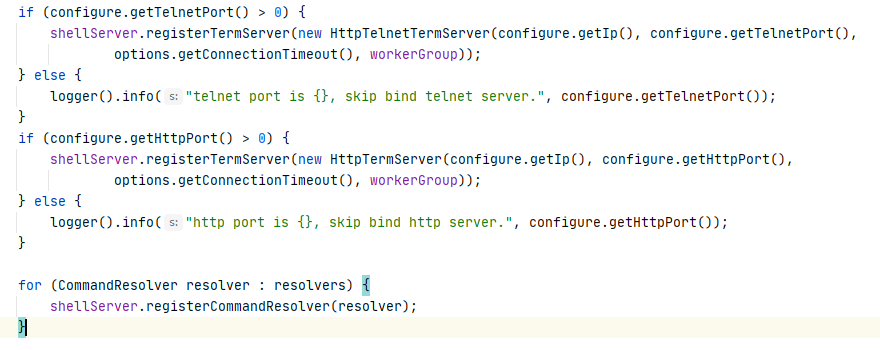 if (configure.getTelnetPort() > 0) {
    shellServer.registerTermServer(new HttpTelnetTermServer(configure.getIp(), configure.getTelnetPort(),
            options.getConnectionTimeout(), workerGroup));
} else {
    logger().info( s: "telnet port is {}, skip bind telnet server.", configure.getTelnetPort());
}
if (configure.getHttpPort() > 0) {
    shellServer.registerTermServer(new HttpTermServer(configure.getIp(), configure.getHttpPort(),
            options.getConnectionTimeout(), workerGroup));
} else {
    logger().info( s: "http port is {}, skip bind http server.", configure.getHttpPort());
}

for (CommandResolver resolver : resolvers) {
    shellServer.registerCommandResolver(resolver);
}